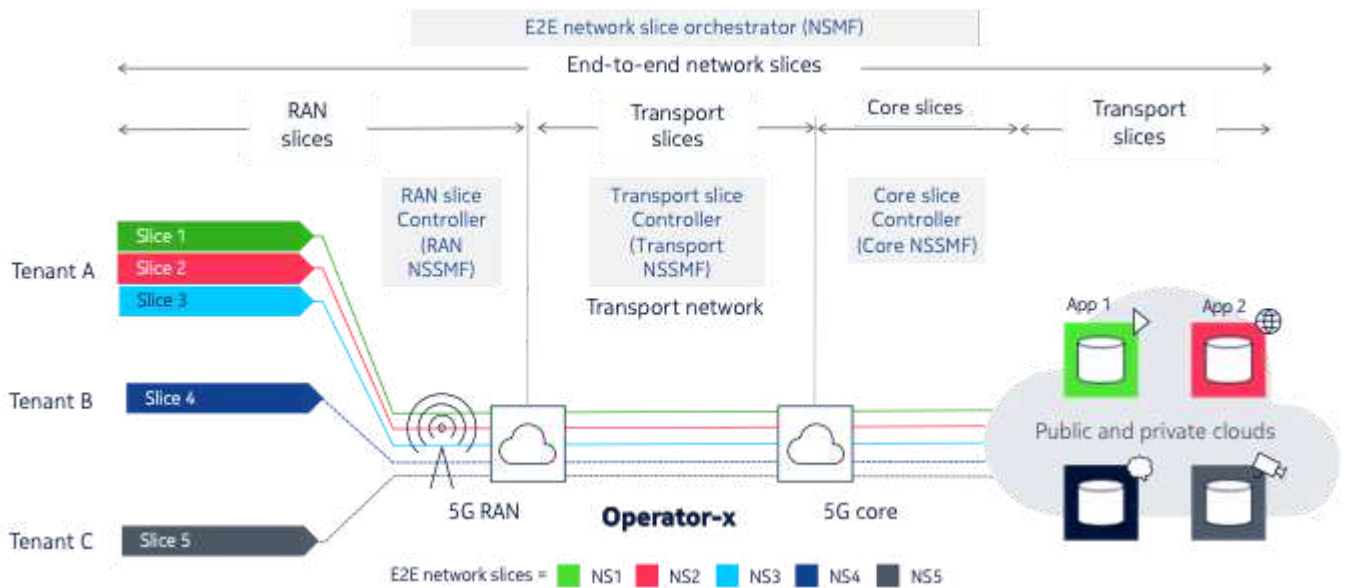 E2E network slice orchestrator (NSMF)
End-to-end network slices
RAN
slices
Transport
slices
Core slices
Transport
slices
RAN slice
Controller
(RAN
NSSMF)
Transport slice
Controller
(Transport
NSSMF)
Core slice
Controller
(Core NSSMF)
Transport network
Tenant A
Slice 1
Slice 2
Slice 3
Tenant B
Slice 4
Tenant C
Slice 5
5G RAN
Operator-x
5G core
App 1
App 2
Public and private clouds
E2E network slices = NS1 NS2 NS3 NS4 NS5